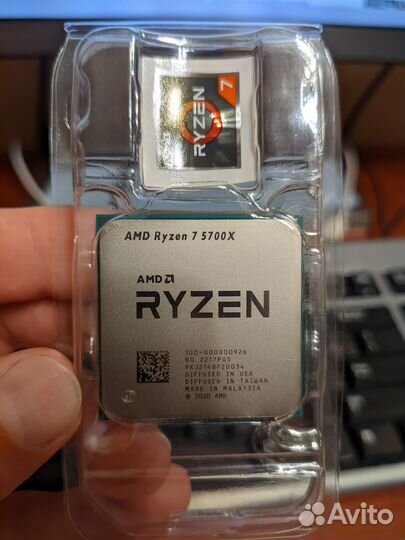 RYZEN 7
AMD Ryzen 7 5700X
AMD
RYZEN
100-000000926
BG 2217PGS
9KJ2148P20034
DIFFUSED IN USA
DIFFUSED IN TAIWAN
MADE IN MALAYSIA
© 2020 AMD
Avito